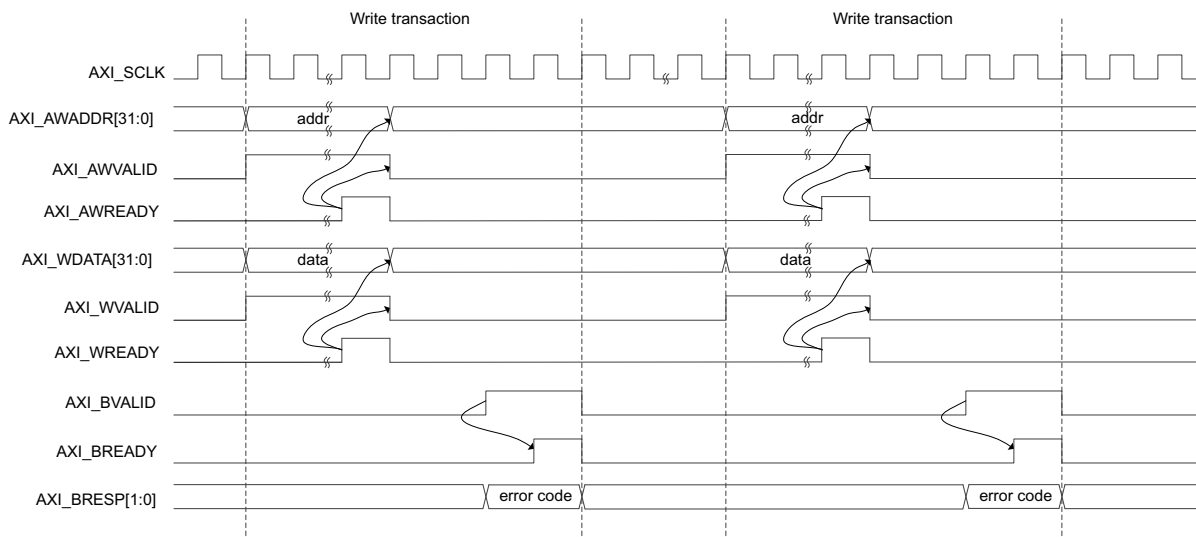 Write transaction Write transaction
AXI_SCLK
AXI_AWADDR[31:0] addr addr
AXI_AWVALID
AXI_AWREADY
AXI_WDATA[31:0] data data
AXI_WVALID
AXI_WREADY
AXI_BVALID
AXI_BREADY
AXI_BRESP[1:0] error code error code